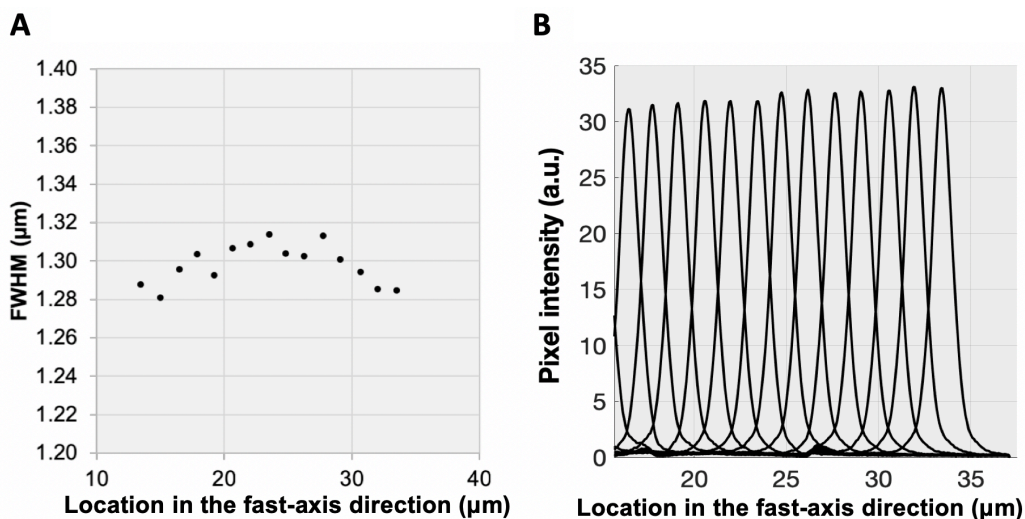 A
1.40
1.38
1.36
1.34
1.32
1.30
1.28
1.26
1.24
1.22
1.20
FWHM (µm)
10 20 30 40
Location in the fast-axis direction (µm)
B
35
30
25
20
15
10
5
0
Pixel intensity (a.u.)
20 25 30 35
Location in the fast-axis direction (µm)